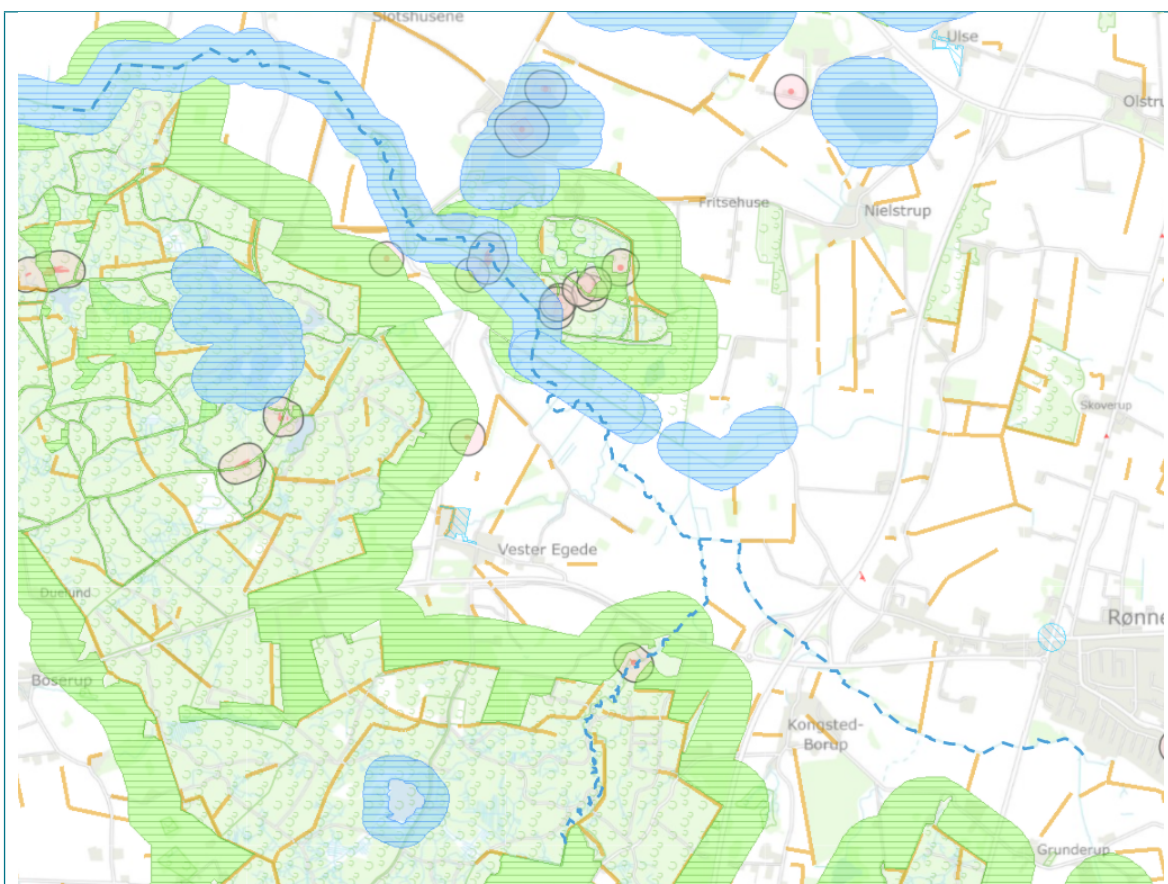 Slotshusene
Ulse
Olstru
Fritsehuse
Nielstrup
Skoverup
Vester Egede
Duelund
Rønne
Boserup
Kongsted-
Borup
Grunderup